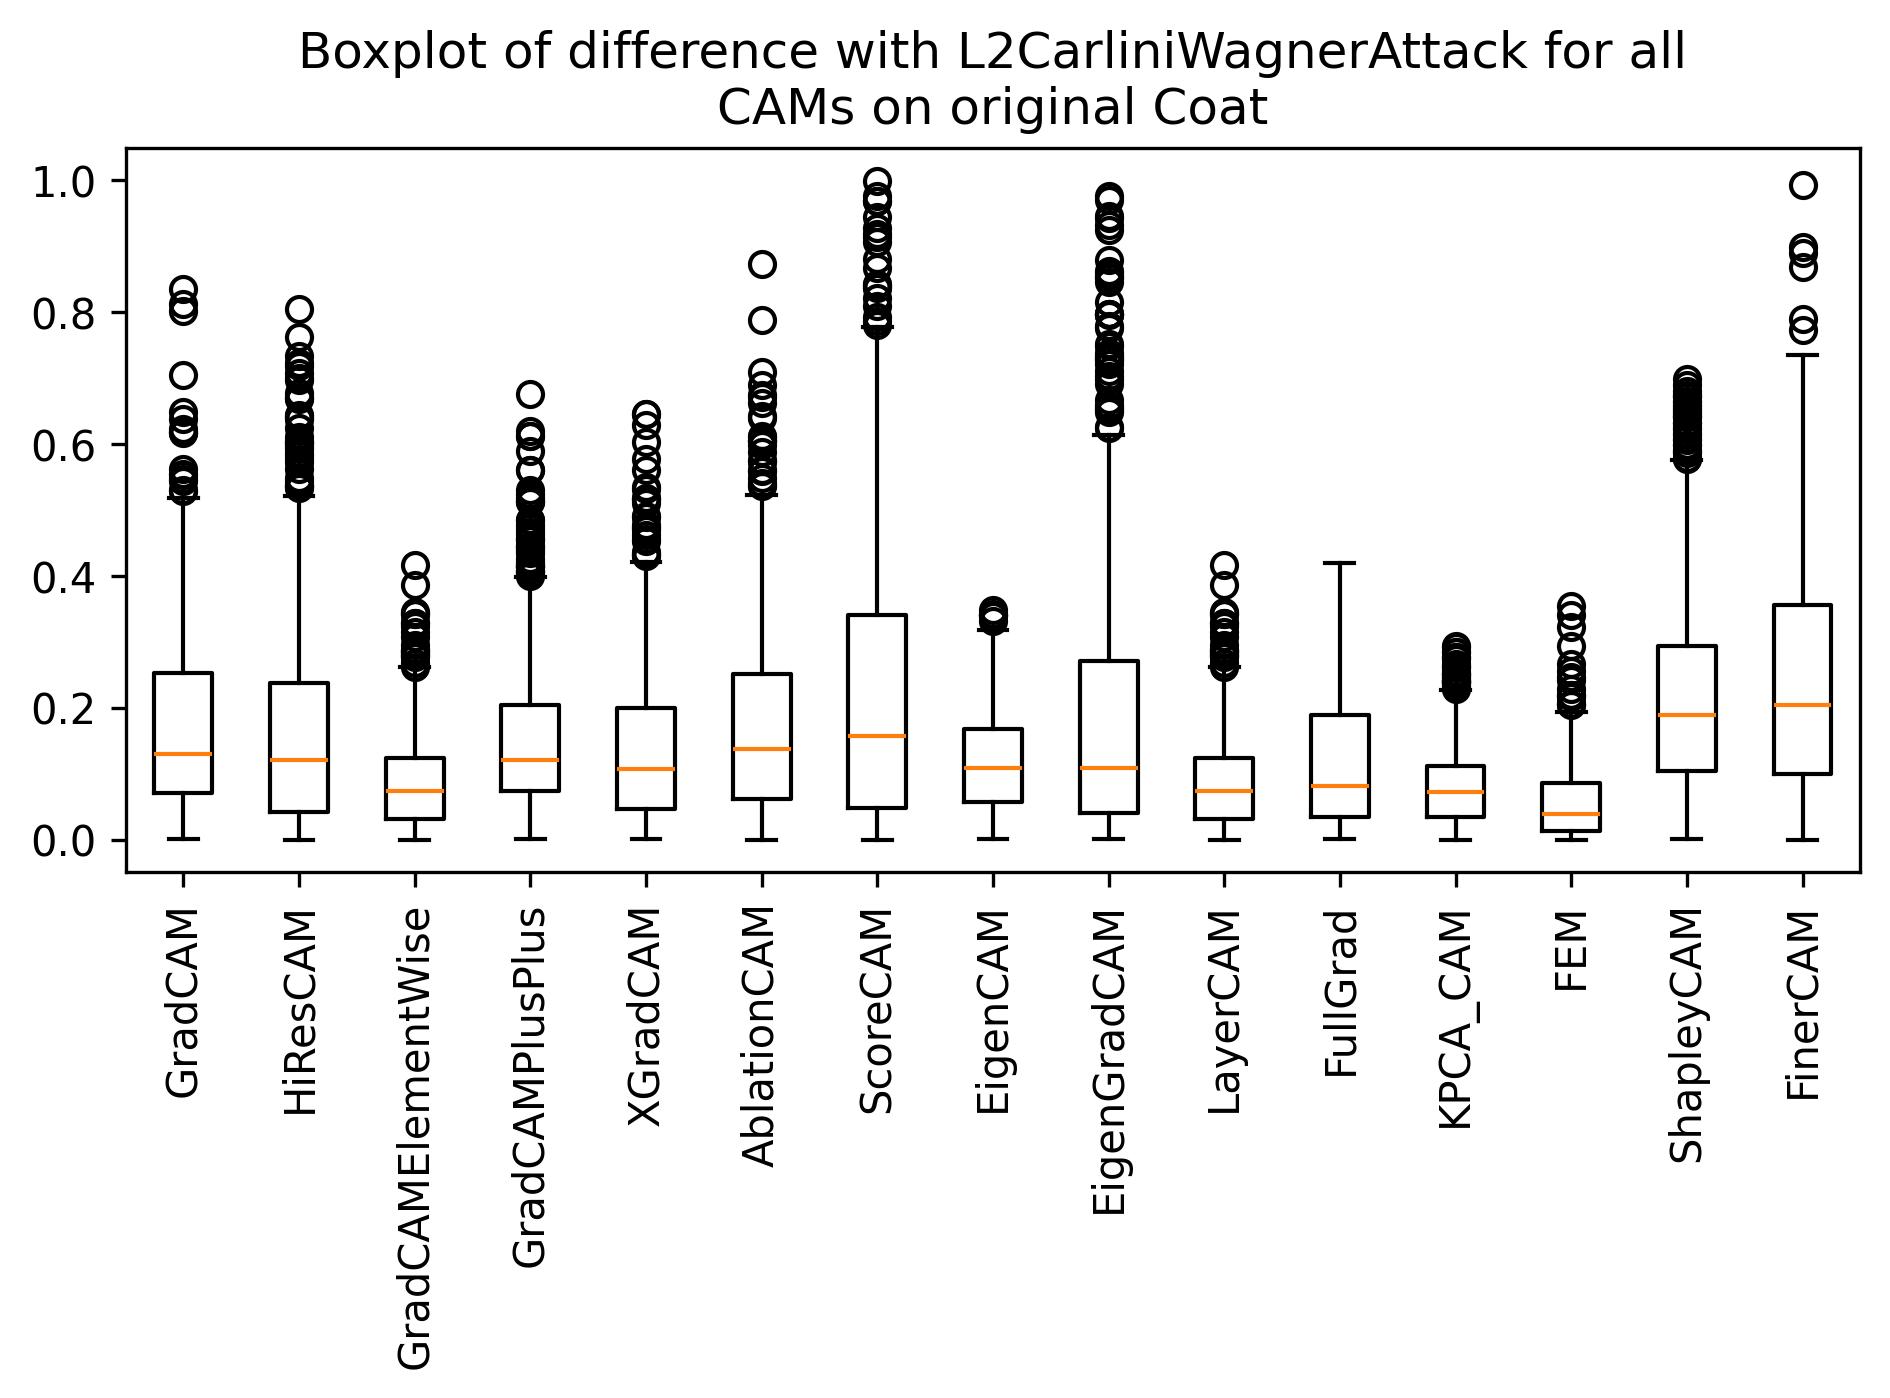 Boxplot of difference with L2CarliniWagnerAttack for all
CAMs on original Coat
1.0
0.8
0.6
0.4
0.2
0.0
GradCAM
HiResCAM
GradCAMElementWise
GradCAMPlusPlus
XGradCAM
AblationCAM
ScoreCAM
EigenCAM
EigenGradCAM
LayerCAM
FullGrad
KPCA_CAM
FEM
ShapleyCAM
FinerCAM